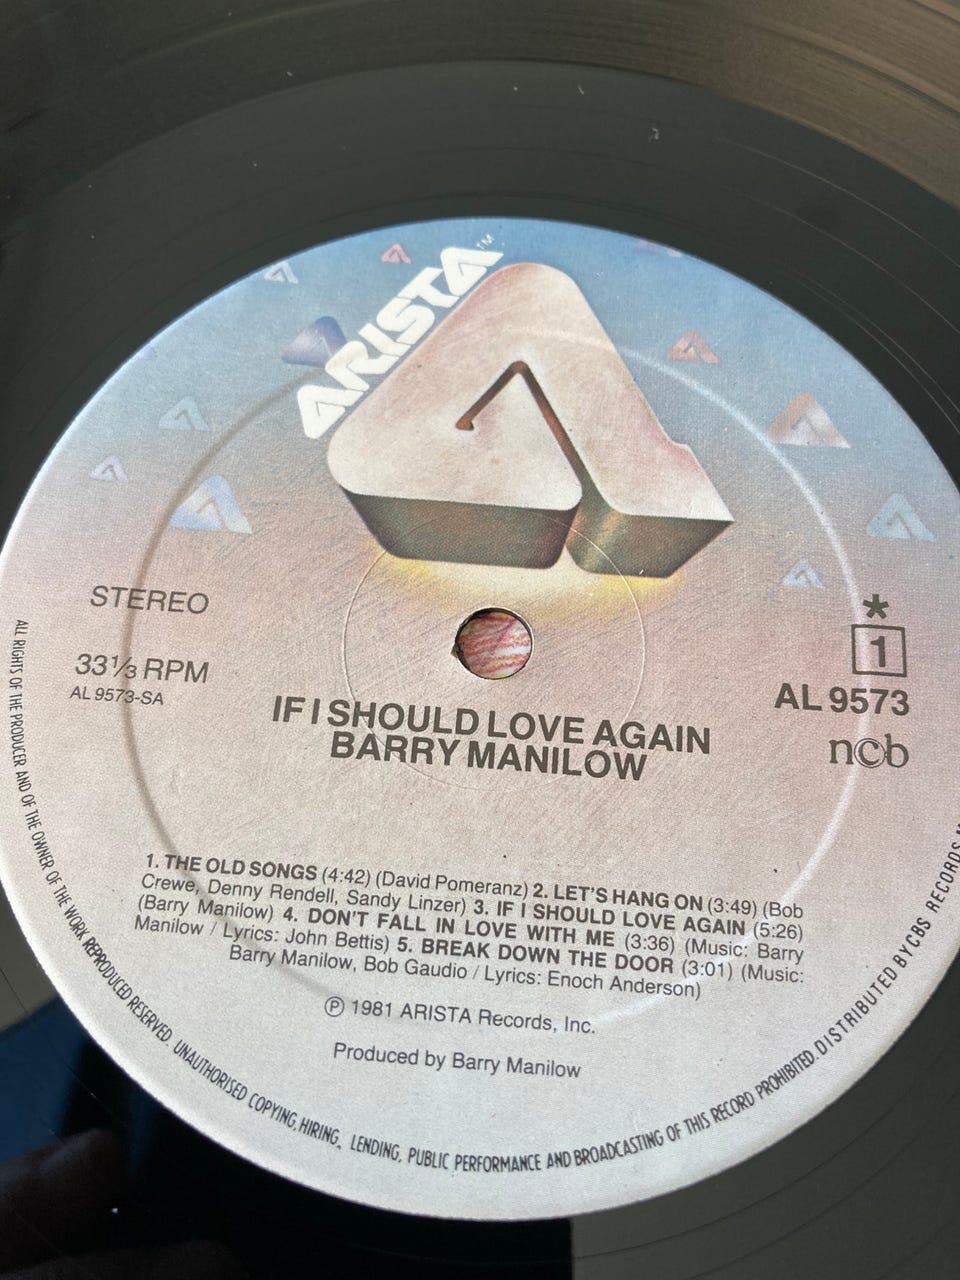 ARISTA™
STEREO
33⅓ RPM
AL 9573-SA
*
1
AL 9573
ncb
IF I SHOULD LOVE AGAIN
BARRY MANILOW
1. THE OLD SONGS (4:42) (David Pomeranz) 2. LET'S HANG ON (3:49) (Bob
Crewe, Denny Rendell, Sandy Linzer) 3. IF I SHOULD LOVE AGAIN (5:26)
(Barry Manilow) 4. DON'T FALL IN LOVE WITH ME (3:36) (Music: Barry
Manilow / Lyrics: John Bettis) 5. BREAK DOWN THE DOOR (3:01) (Music:
Barry Manilow, Bob Gaudio / Lyrics: Enoch Anderson)
Ⓟ 1981 ARISTA Records, Inc.
Produced by Barry Manilow
ALL RIGHTS OF THE PRODUCER AND OF THE OWNER OF THE WORK REPRODUCED RESERVED. UNAUTHORISED COPYING, HIRING, LENDING, PUBLIC PERFORMANCE AND BROADCASTING OF THIS RECORD PROHIBITED. DISTRIBUTED BY CBS RECORDS